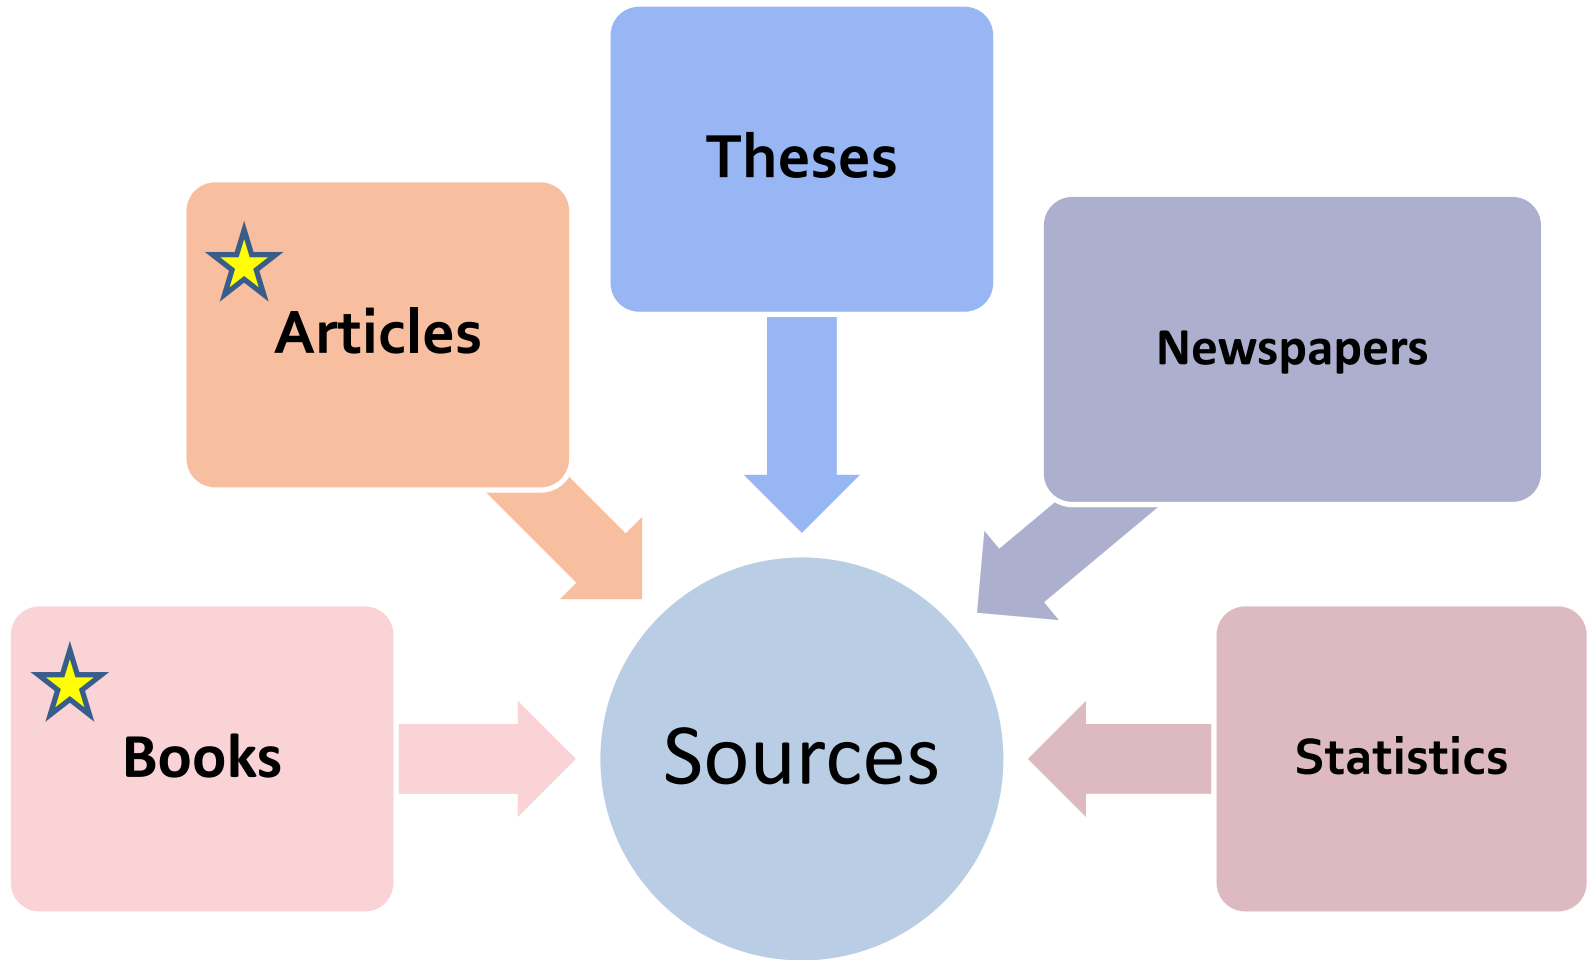 Theses
Articles
Newspapers
Books
Sources
Statistics